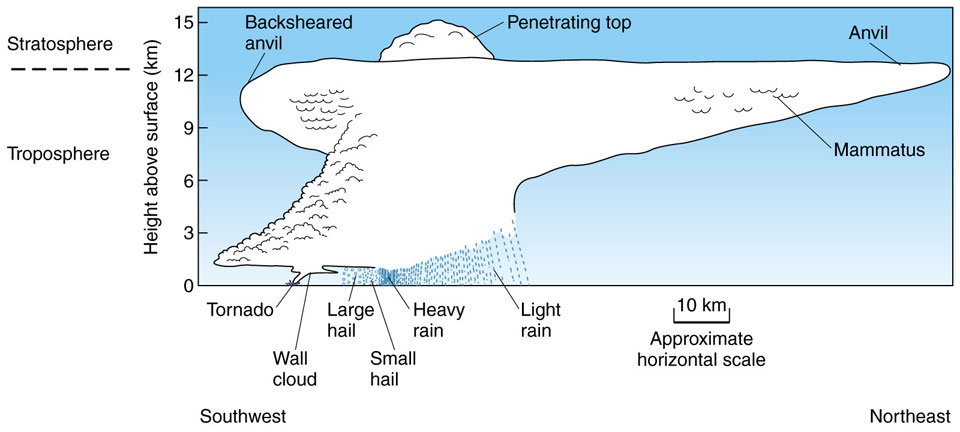 Stratosphere
Troposphere
Height above surface (km)
15
12
9
6
3
0
Backsheared
anvil
Penetrating top
Anvil
Mammatus
Tornado
Wall
cloud
Large
hail
Small
hail
Heavy
rain
Light
rain
10 km
Approximate
horizontal scale
Southwest
Northeast